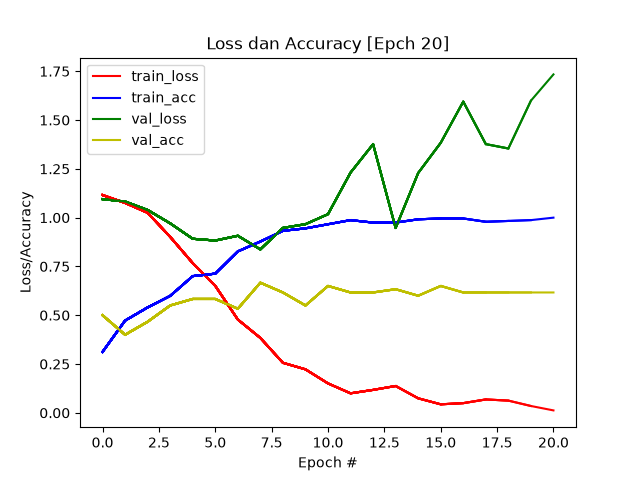 Loss dan Accuracy [Epch 20]
train_loss
train_acc
val_loss
val_acc
Loss/Accuracy
1.75
1.50
1.25
1.00
0.75
0.50
0.25
0.00
0.0 2.5 5.0 7.5 10.0 12.5 15.0 17.5 20.0
Epoch #